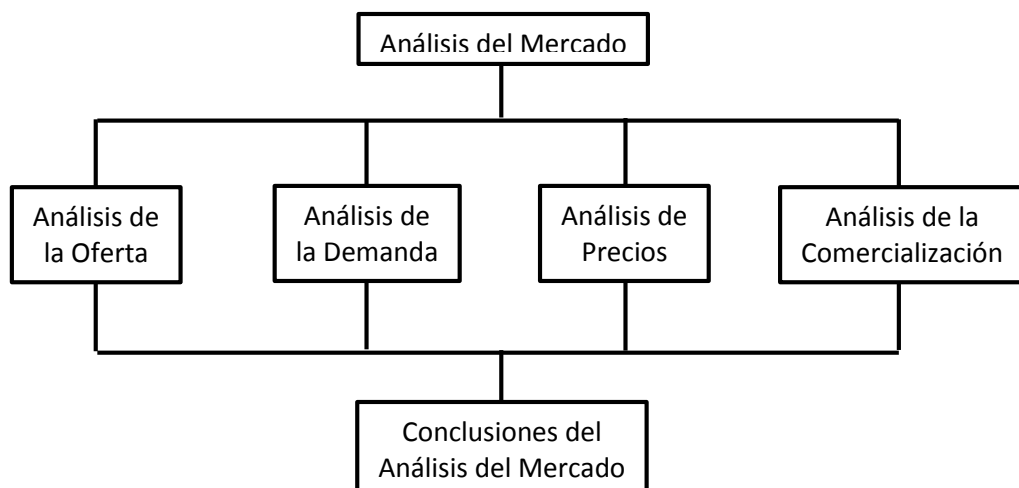 Análisis del Mercado
Análisis de
la Oferta
Análisis de
la Demanda
Análisis de
Precios
Análisis de la
Comercialización
Conclusiones del
Análisis del Mercado